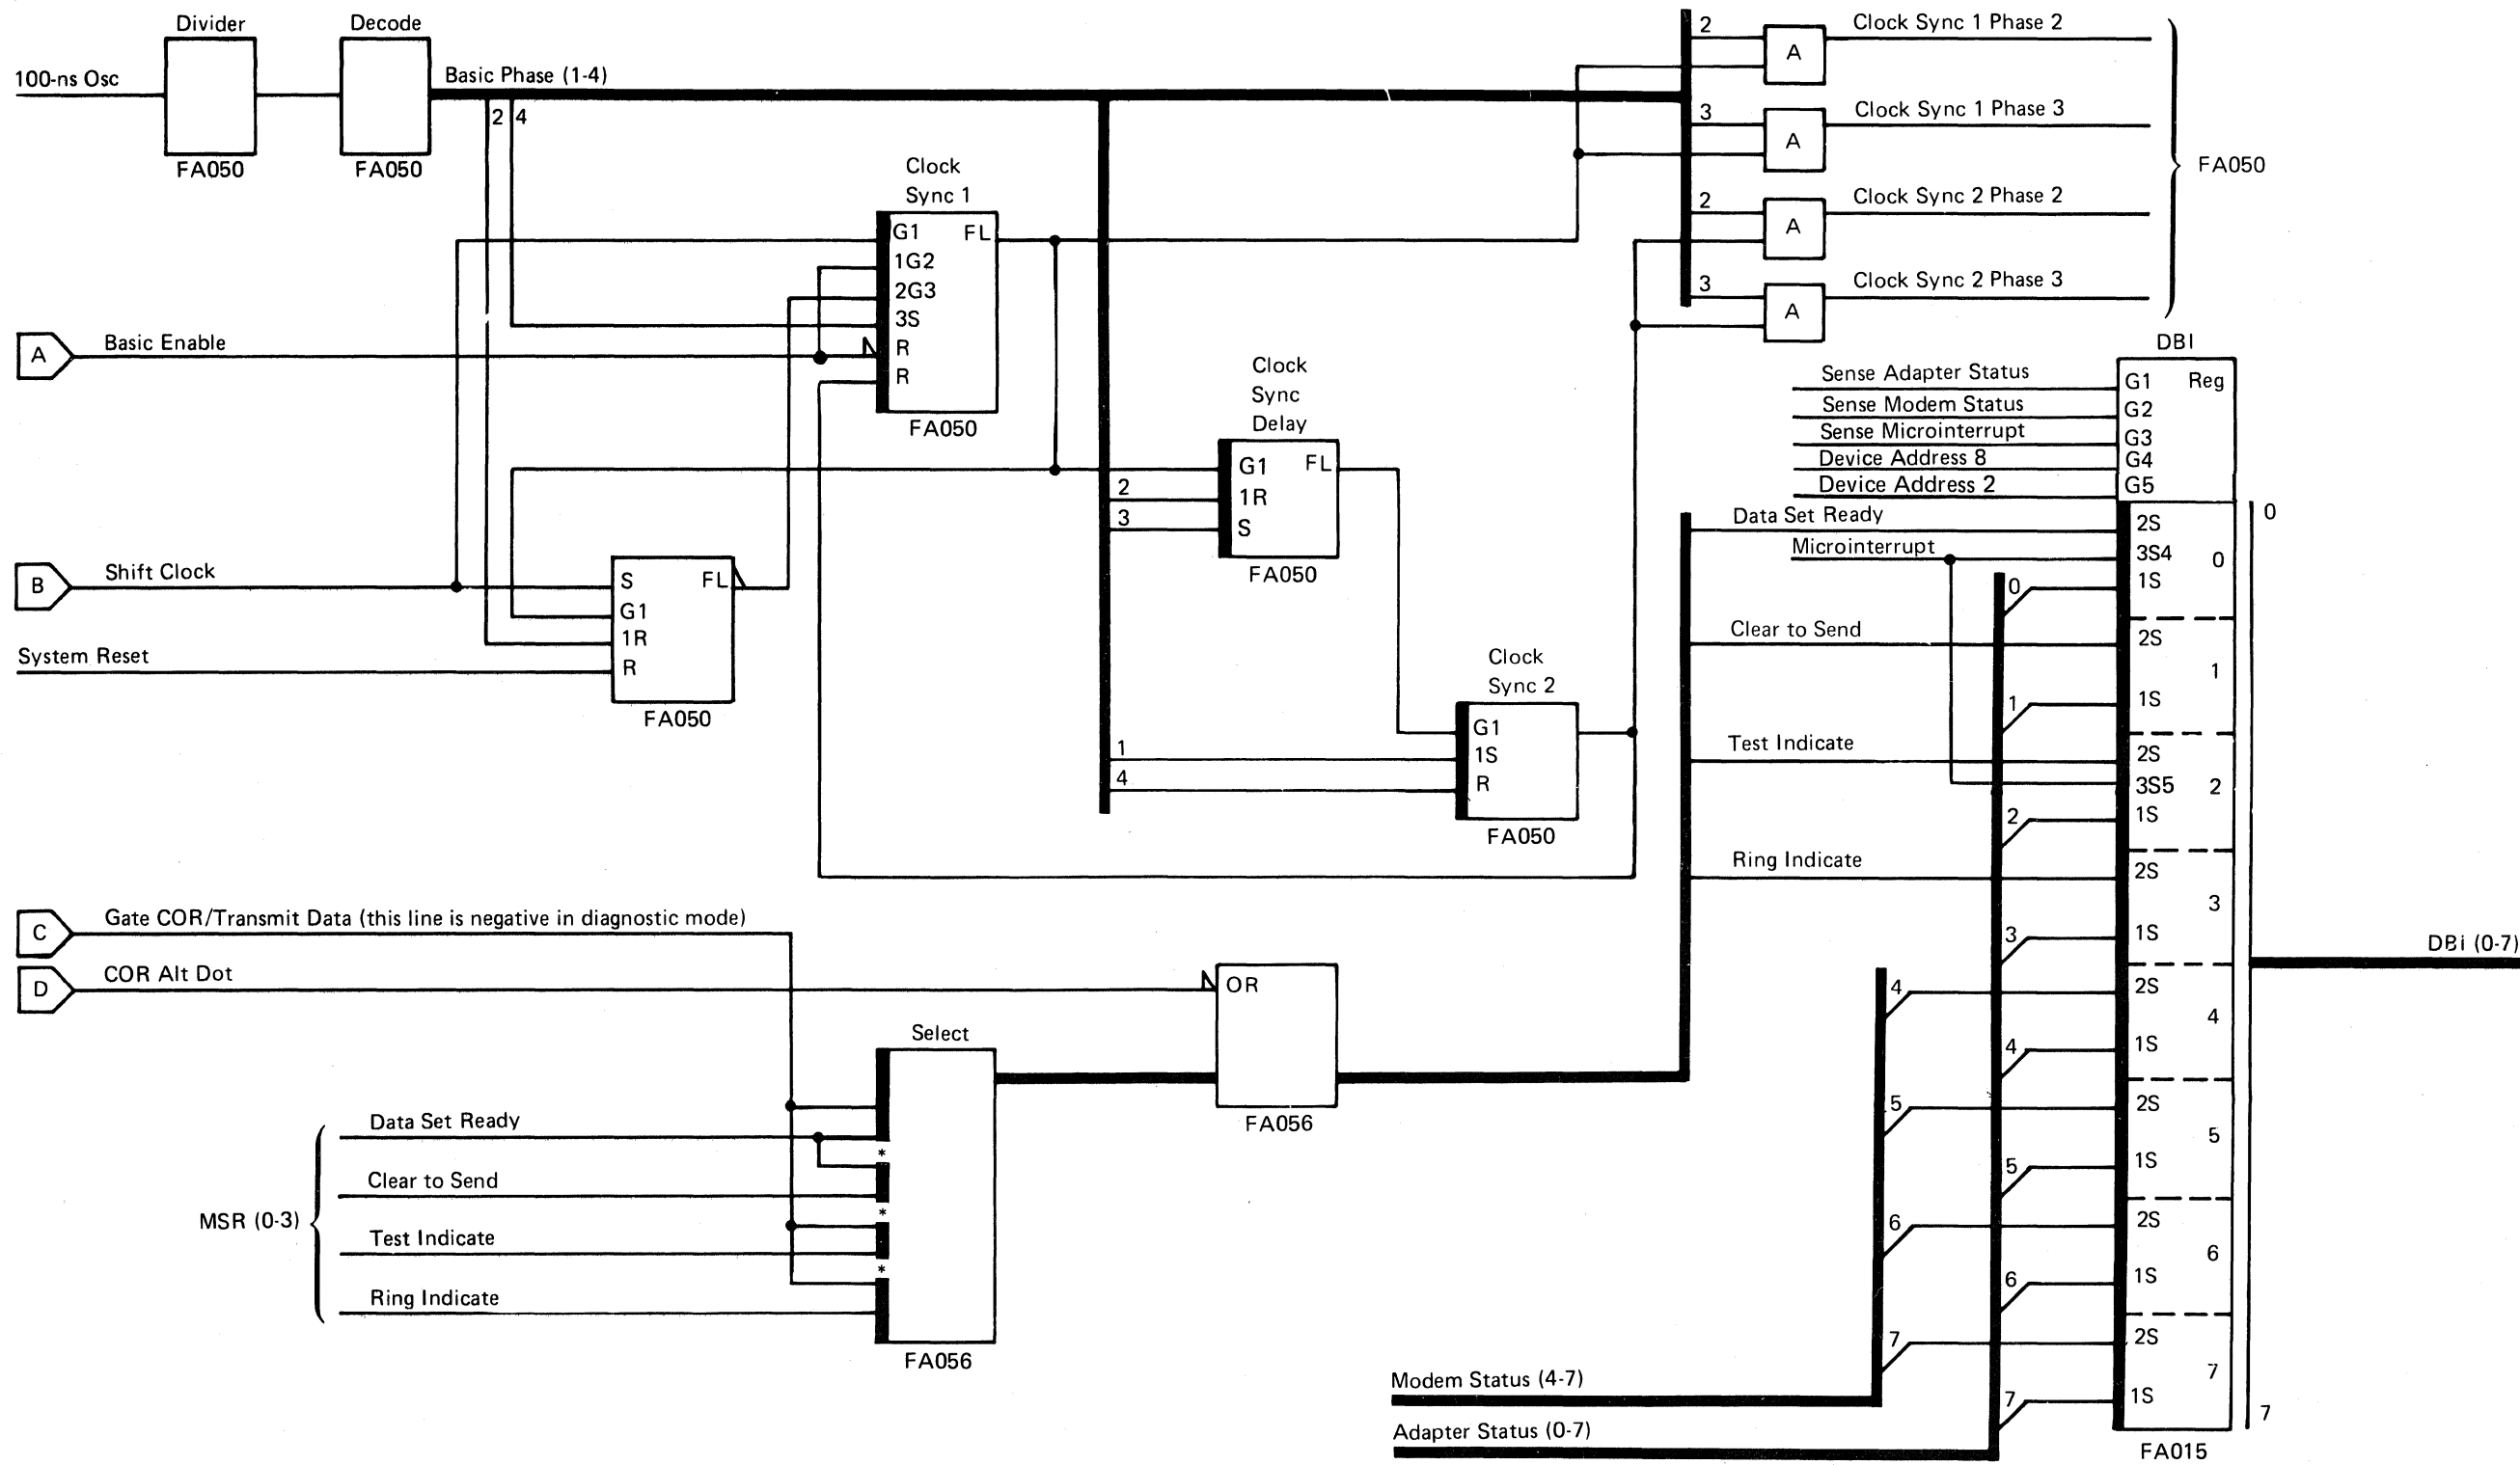 Divider
Decode
100-ns Osc
Basic Phase (1-4)
FA050
FA050
2 4
2
Clock Sync 1 Phase 2
A
3
Clock Sync 1 Phase 3
A
2
Clock Sync 2 Phase 2
A
3
Clock Sync 2 Phase 3
A
FA050
Clock
Sync 1
G1 FL
1G2
2G3
3S
R
R
FA050
A
Basic Enable
B
Shift Clock
System Reset
S FL
G1
1R
R
FA050
Clock
Sync
Delay
G1 FL
1R
S
2
3
FA050
Clock
Sync 2
G1
1S
R
1
4
FA050
C
Gate COR/Transmit Data (this line is negative in diagnostic mode)
D
COR Alt Dot
OR
FA056
Select
Data Set Ready
*
Clear to Send
*
MSR (0-3)
Test Indicate
*
Ring Indicate
FA056
DBI
Sense Adapter Status
G1 Reg
Sense Modem Status
G2
Sense Microinterrupt
G3
Device Address 8
G4
Device Address 2
G5
0
Data Set Ready
2S
Microinterrupt
3S4 0
0
1S
Clear to Send
2S
1
1
1S
Test Indicate
2S
3S5 2
2
1S
Ring Indicate
2S
3
3
1S
DBI (0-7)
4
2S
4
4
1S
5
2S
5
5
1S
6
2S
6
6
1S
7
2S
7
7
1S
7
Modem Status (4-7)
Adapter Status (0-7)
FA015